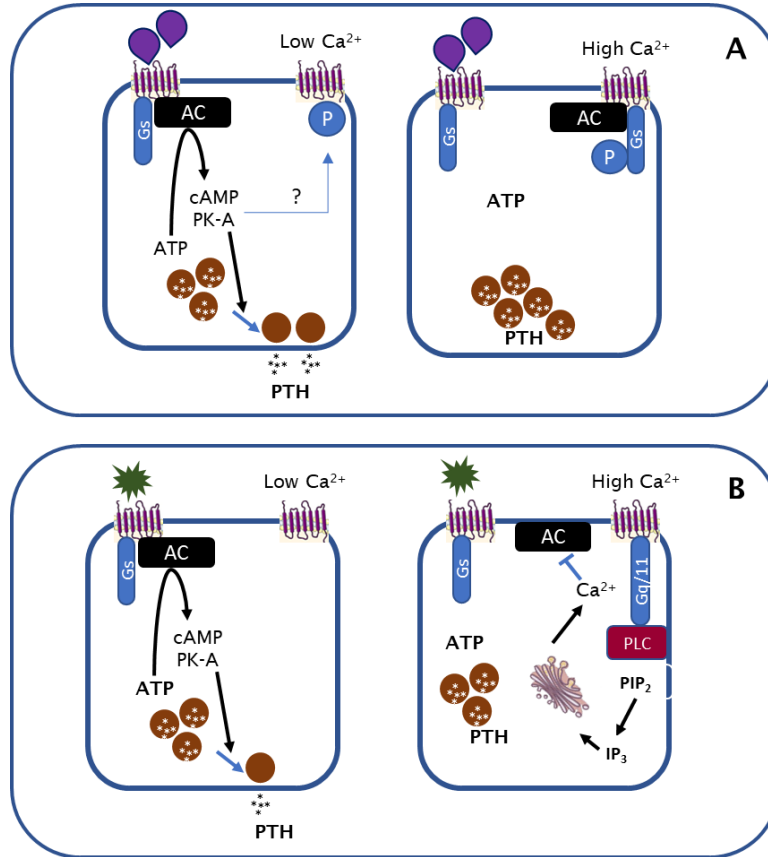 Low Ca²⁺
High Ca²⁺
A
AC
Gs
P
cAMP
PK-A
?
ATP
PTH
AC
Gs
Gs
P
ATP
PTH
Low Ca²⁺
High Ca²⁺
B
AC
Gs
cAMP
PK-A
ATP
PTH
AC
Gs
Gq/11
Ca²⁺
PLC
ATP
PIP₂
PTH
IP₃